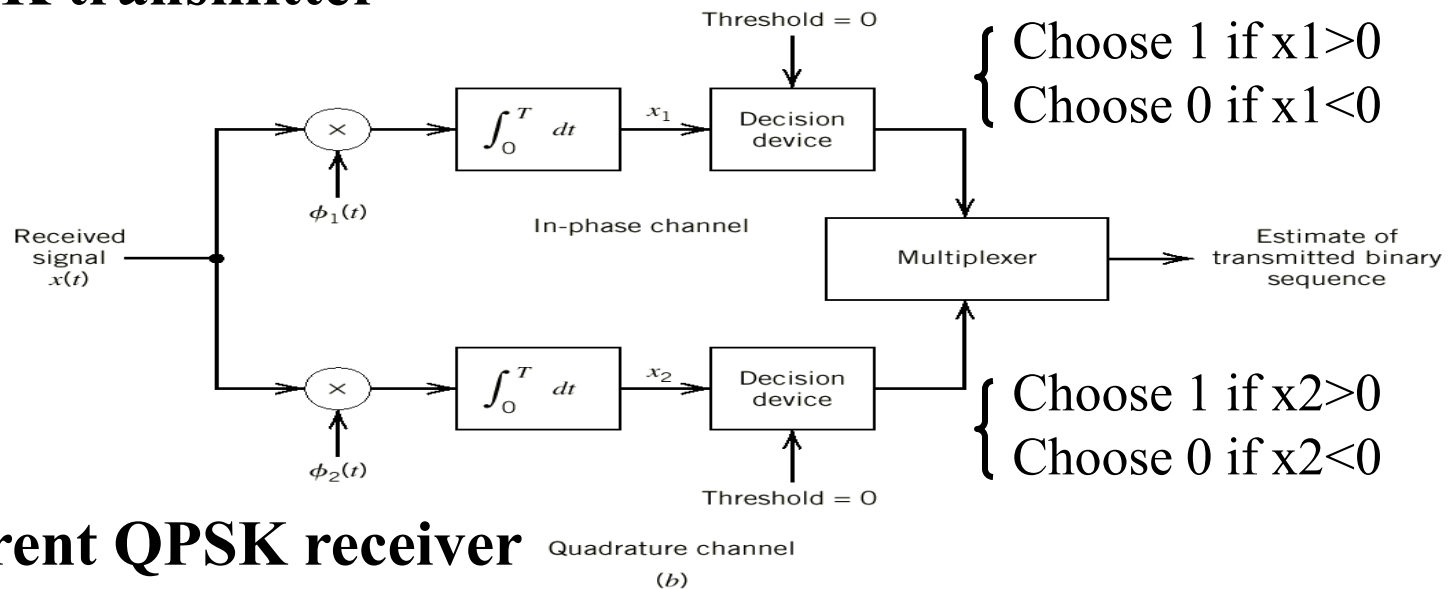 K transmitter
Threshold = 0
Choose 1 if x1>0
Choose 0 if x1<0
×
∫₀ᵀ dt
x₁
Decision
device
ϕ₁(t)
In-phase channel
Received
signal
x(t)
Multiplexer
Estimate of
transmitted binary
sequence
×
∫₀ᵀ dt
x₂
Decision
device
Choose 1 if x2>0
Choose 0 if x2<0
ϕ₂(t)
Threshold = 0
rent QPSK receiver
Quadrature channel
(b)